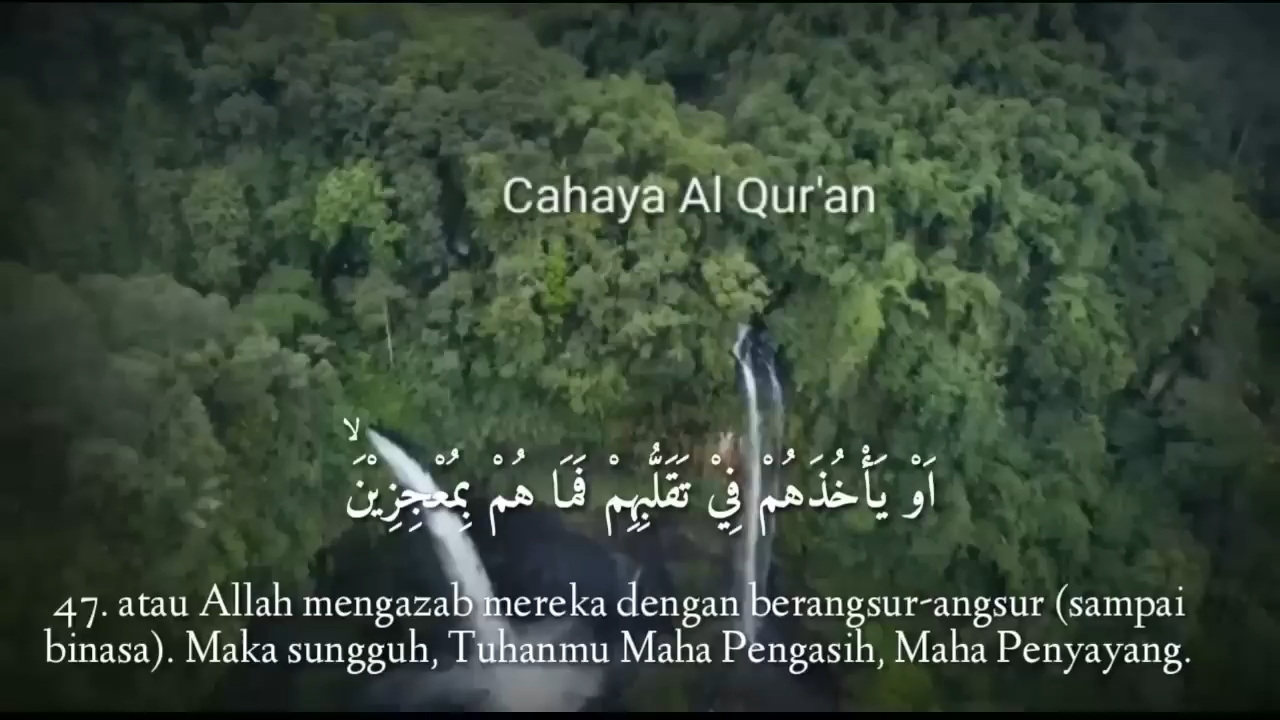 Cahaya Al Qur'an
اَوْ يَأْخُذَهُمْ فِيْ تَقَلُّبِهِمْ فَمَا هُمْ بِمُعْجِزِيْنَۙ
47. atau Allah mengazab mereka dengan berangsur-angsur (sampai
binasa). Maka sungguh, Tuhanmu Maha Pengasih, Maha Penyayang.